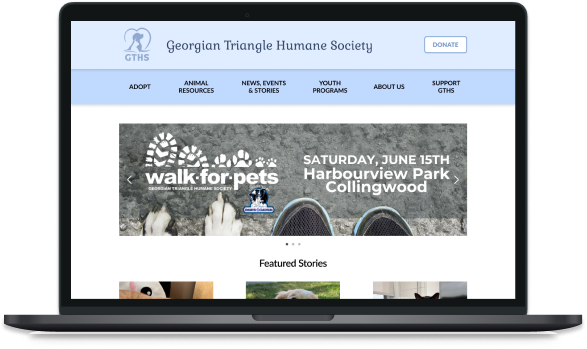 GTHS
Georgian Triangle Humane Society
DONATE
ADOPT
ANIMAL
RESOURCES
NEWS, EVENTS
& STORIES
YOUTH
PROGRAMS
ABOUT US
SUPPORT
GTHS
walk·for·pets
GEORGIAN TRIANGLE HUMANE SOCIETY
SATURDAY, JUNE 15TH
Harbourview Park
Collingwood
Featured Stories